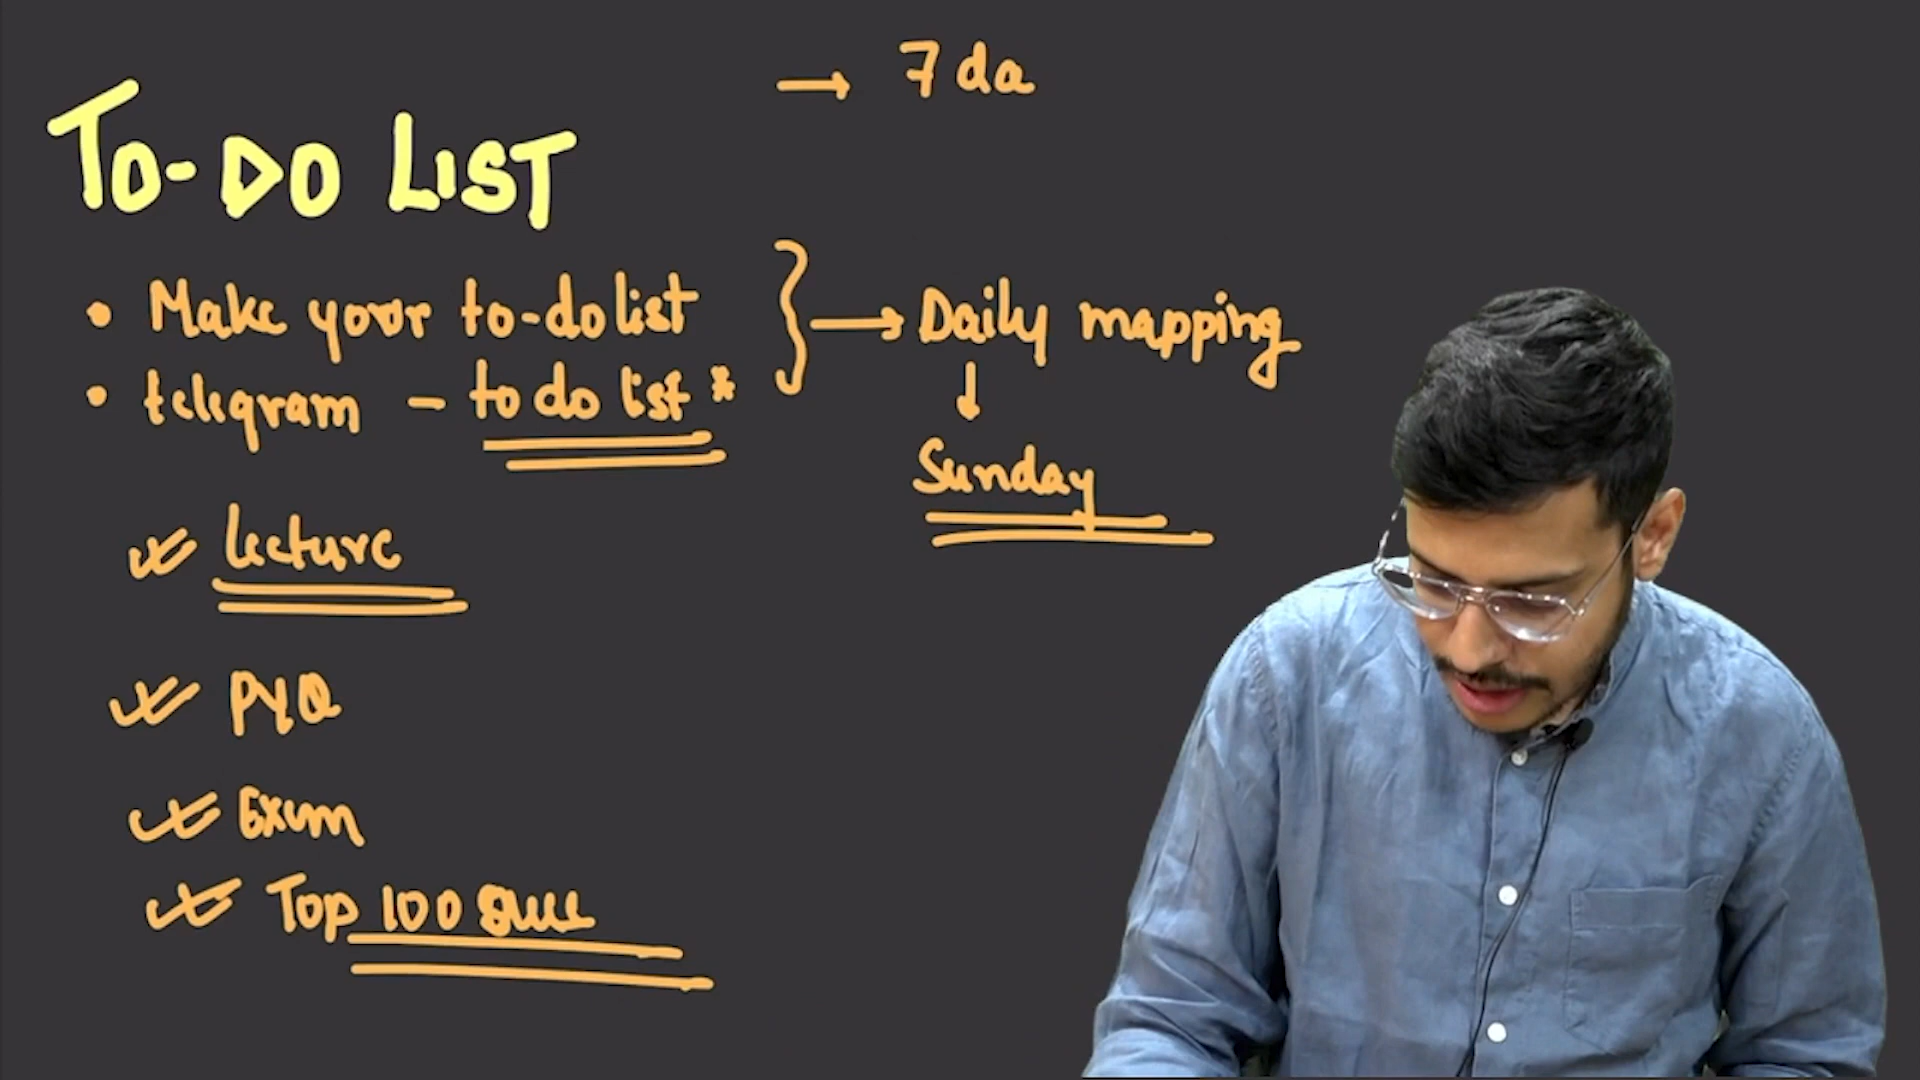 → 7 da
TO-DO LIST
• Make your to-do list
• telegram - to do list *
} → Daily mapping
↓
Sunday
lecture
PYQ
Exam
Top 100